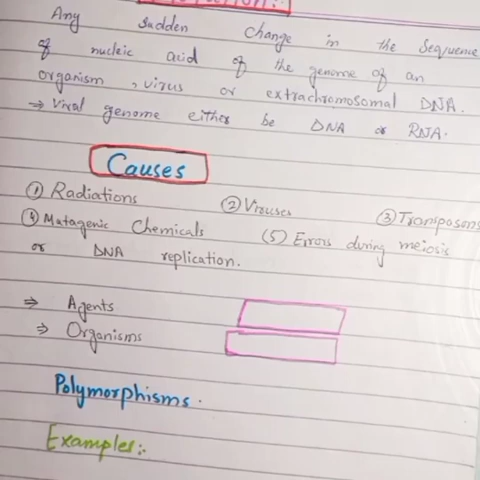 Any sudden change in the sequence
of nucleic acid of the genome of an
organism, virus or extrachromosomal DNA.
⇒ Viral genome either be DNA or RNA.
Causes
① Radiations ② Viruses ③ Transposons
④ Mutagenic Chemicals (5) Errors during meiosis
or DNA replication.
⇒ Agents
⇒ Organisms
Polymorphisms.
Examples:-